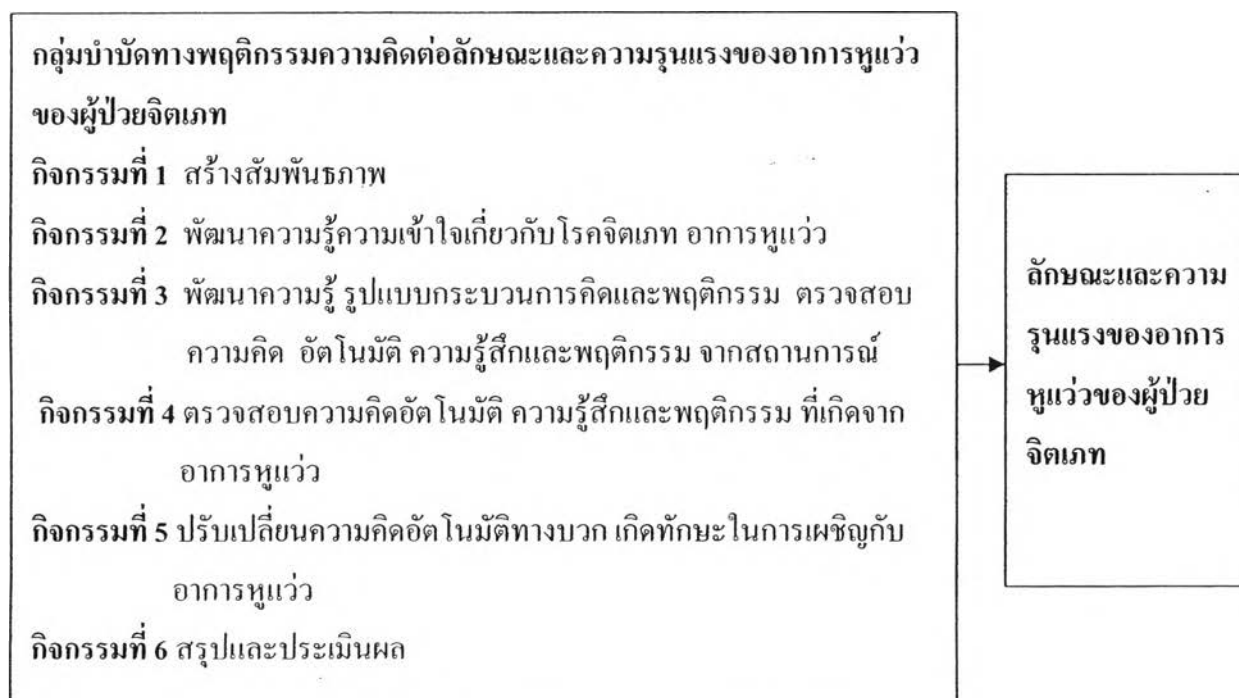 กลุ่มบำบัดทางพฤติกรรมความคิดต่อลักษณะและความรุนแรงของอาการหูแว่ว
ของผู้ป่วยจิตเภท
กิจกรรมที่ 1 สร้างสัมพันธภาพ
กิจกรรมที่ 2 พัฒนาความรู้ความเข้าใจเกี่ยวกับโรคจิตเภท อาการหูแว่ว
กิจกรรมที่ 3 พัฒนาความรู้ รูปแบบกระบวนการคิดและพฤติกรรม ตรวจสอบ
ความคิด อัตโนมัติ ความรู้สึกและพฤติกรรม จากสถานการณ์
กิจกรรมที่ 4 ตรวจสอบความคิดอัตโนมัติ ความรู้สึกและพฤติกรรม ที่เกิดจาก
อาการหูแว่ว
กิจกรรมที่ 5 ปรับเปลี่ยนความคิดอัตโนมัติทางบวก เกิดทักษะในการเผชิญกับ
อาการหูแว่ว
กิจกรรมที่ 6 สรุปและประเมินผล
ลักษณะและความ
รุนแรงของอาการ
หูแว่วของผู้ป่วย
จิตเภท